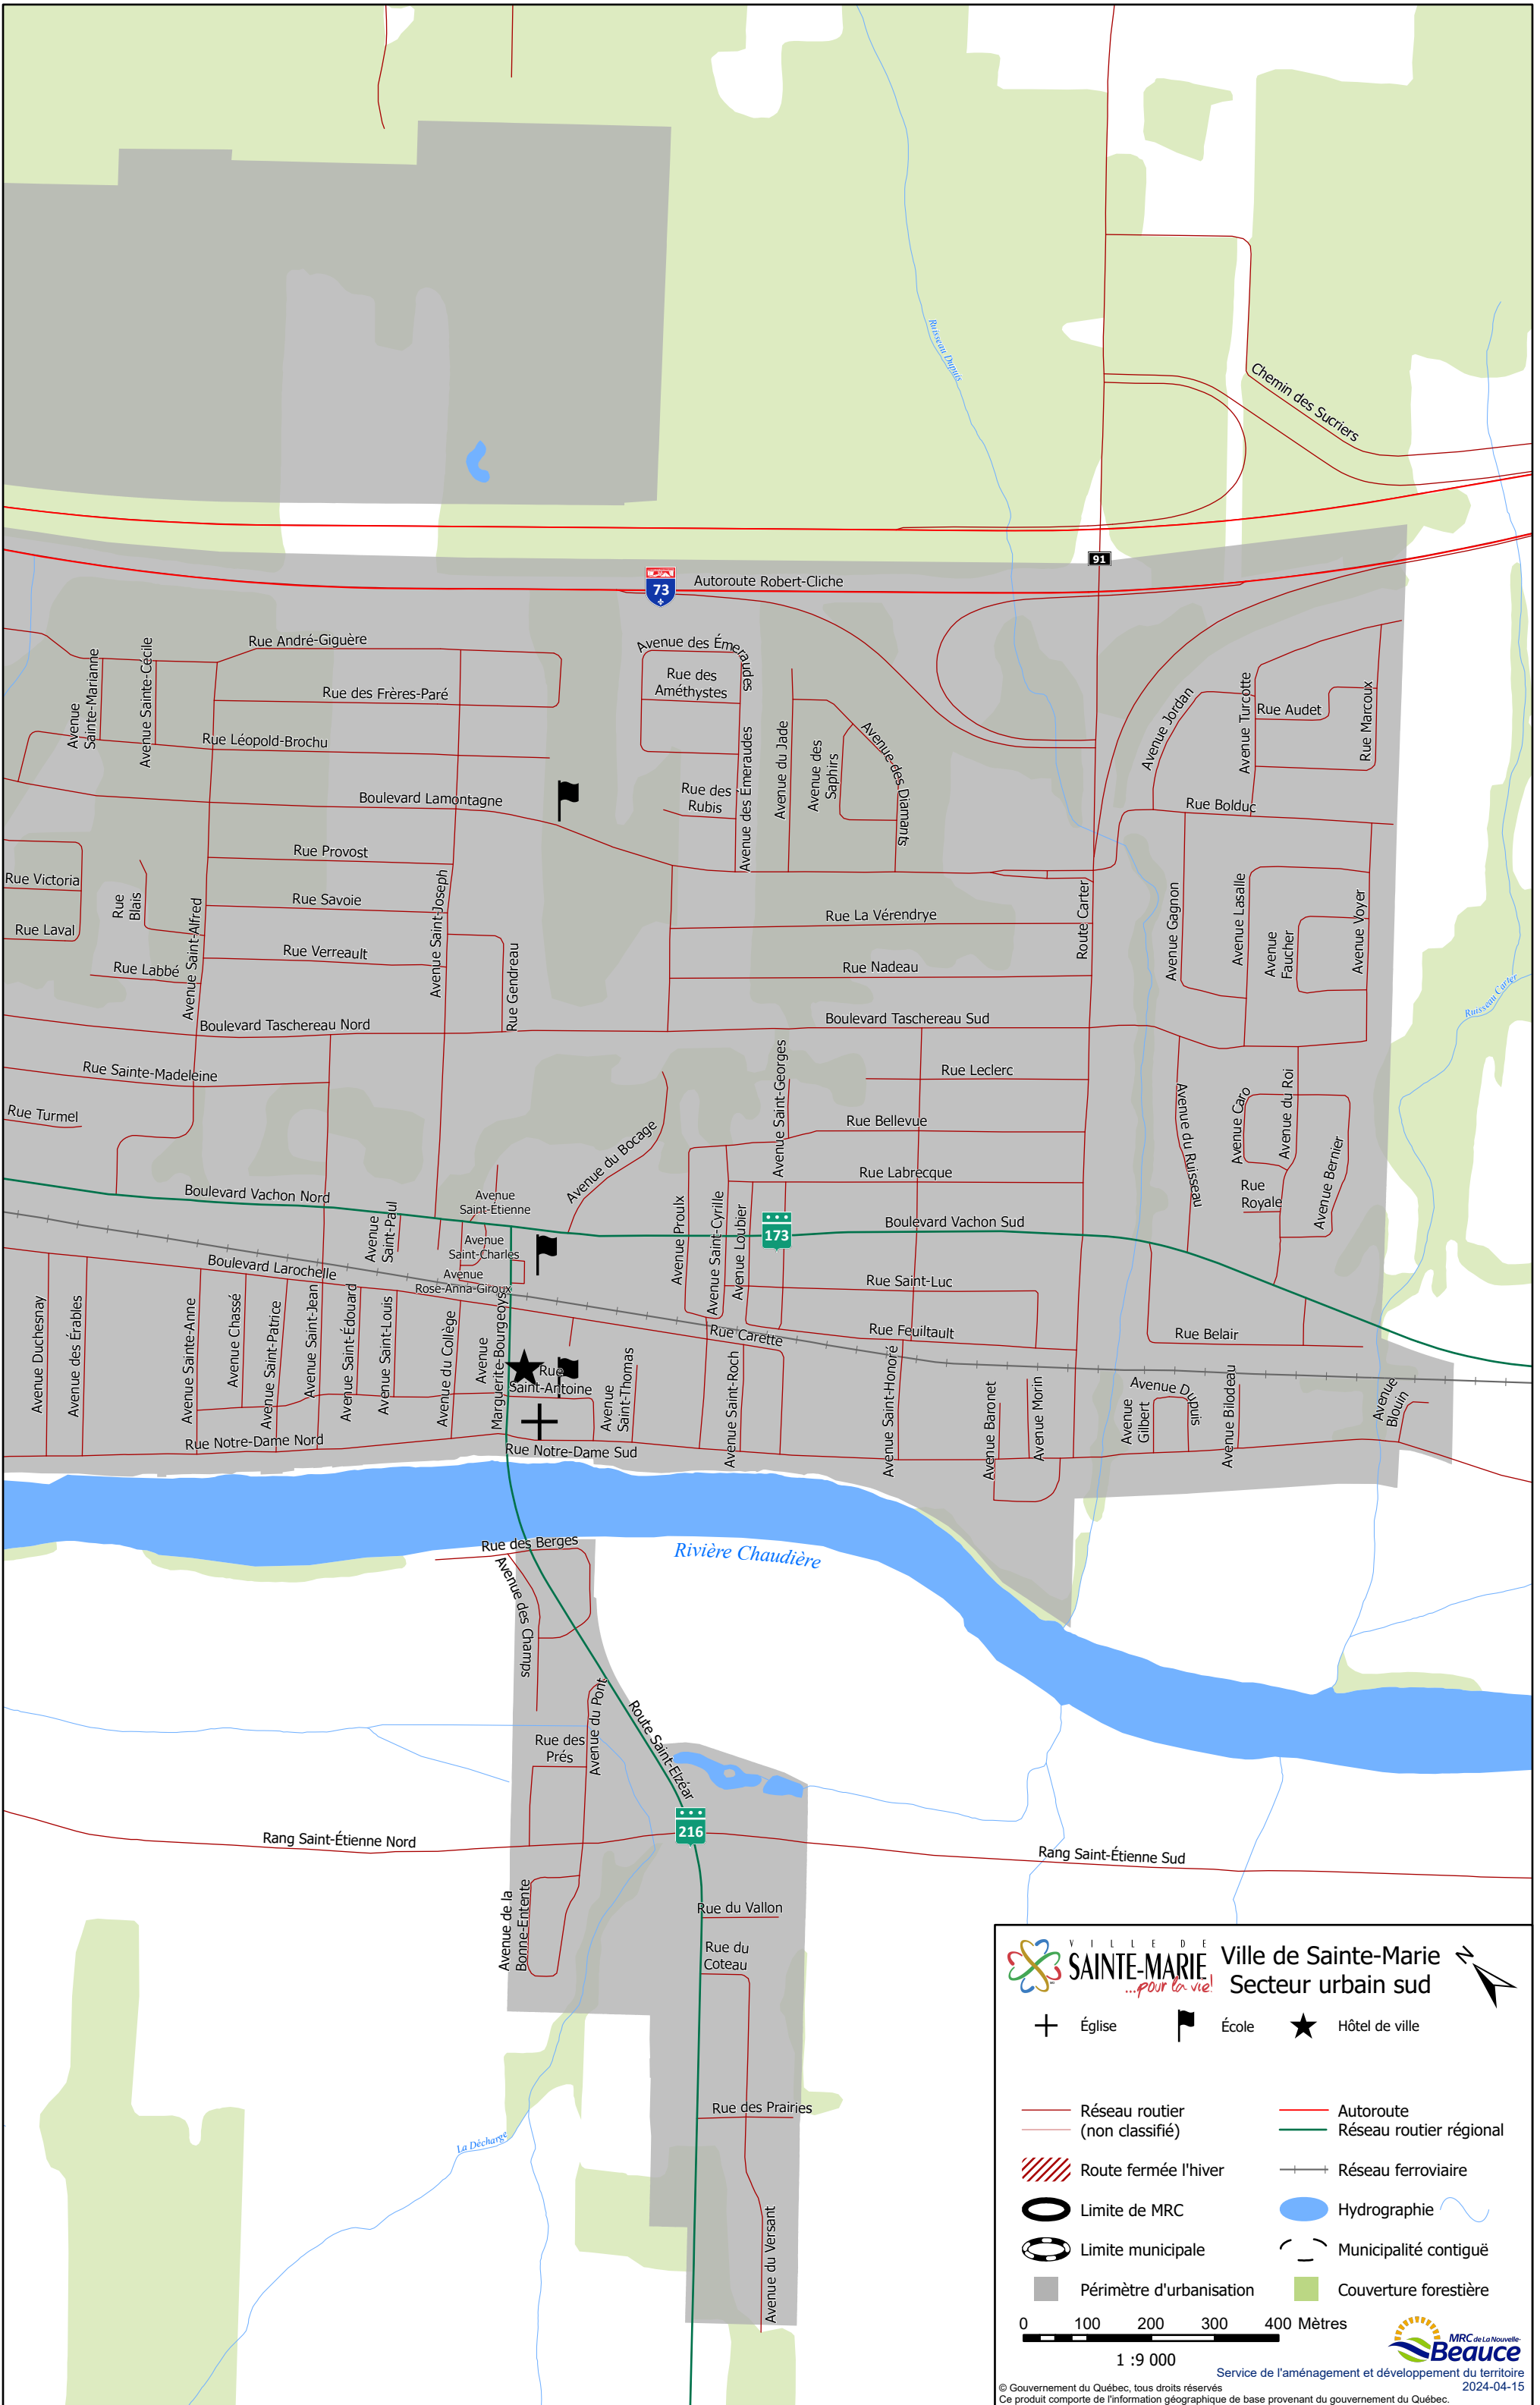 Ruisseau Dupuis
Chemin des Sucriers
91
73
Autoroute Robert-Cliche
Rue André-Giguère
Avenue
Sainte-Marianne
Avenue Sainte-Cécile
Rue des Frères-Paré
Rue Léopold-Brochu
Avenue des Émeraudes
Rue des
Améthystes
Avenue des Émeraudes
Rue des
Rubis
Avenue du Jade
Avenue des
Saphirs
Avenue des Diamants
Avenue Jordan
Avenue Turcotte
Rue Audet
Rue Marcoux
Rue Bolduc
Boulevard Lamontagne
Rue Provost
Rue Victoria
Rue
Blais
Rue Savoie
Rue Laval
Avenue Saint-Alfred
Rue Verreault
Rue Labbé
Avenue Saint-Joseph
Rue Gendreau
Rue La Vérendrye
Rue Nadeau
Route Carter
Avenue Gagnon
Avenue Lasalle
Avenue
Faucher
Avenue Voyer
Ruisseau Carter
Boulevard Taschereau Nord
Boulevard Taschereau Sud
Rue Sainte-Madeleine
Rue Turmel
Avenue Saint-Georges
Rue Leclerc
Rue Bellevue
Rue Labrecque
Avenue du Bocage
Avenue du Ruisseau
Avenue Caro
Avenue du Roi
Rue
Royale
Avenue Bernier
Boulevard Vachon Nord
Avenue
Saint-Paul
Avenue
Saint-Étienne
Avenue
Saint-Charles
Avenue
Rose-Anna-Giroux
Avenue Proulx
Avenue Saint-Cyrille
Avenue Loubier
173
Boulevard Vachon Sud
Boulevard Larochelle
Rue Saint-Luc
Rue Carette
Rue Feuiltault
Rue Belair
Avenue Duchesnay
Avenue des Érables
Avenue Sainte-Anne
Avenue Chassé
Avenue Saint-Patrice
Avenue Saint-Jean
Avenue Saint-Édouard
Avenue Saint-Louis
Avenue du Collège
Avenue
Marguerite-Bourgeoys
Rue
Saint-Antoine
Avenue
Saint-Thomas
Avenue Saint-Roch
Avenue Saint-Honoré
Avenue Baronet
Avenue Morin
Avenue Dupuis
Avenue
Gilbert
Avenue Bilodeau
Avenue
Blouin
Rue Notre-Dame Nord
Rue Notre-Dame Sud
Rue des Berges
Rivière Chaudière
Avenue des Champs
Avenue du Pont
Rue des
Prés
Route Saint-Elzéar
216
Rang Saint-Étienne Nord
Rang Saint-Étienne Sud
Avenue de la
Bonne-Entente
Rue du Vallon
Rue du
Coteau
Rue des Prairies
La Décharge
Avenue du Versant
VILLE DE
SAINTE-MARIE
...pour la vie!
Ville de Sainte-Marie
Secteur urbain sud
N
Église
École
Hôtel de ville
Réseau routier
(non classifié)
Autoroute
Réseau routier régional
Route fermée l'hiver
Réseau ferroviaire
Limite de MRC
Hydrographie
Limite municipale
Municipalité contiguë
Périmètre d'urbanisation
Couverture forestière
0 100 200 300 400 Mètres
1 :9 000
MRC de La Nouvelle-
Beauce
Service de l'aménagement et développement du territoire
2024-04-15
© Gouvernement du Québec, tous droits réservés
Ce produit comporte de l'information géographique de base provenant du gouvernement du Québec.